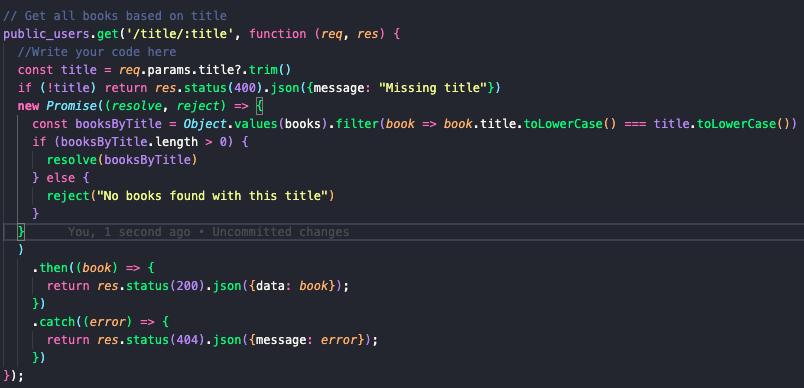 // Get all books based on title
public_users.get('/title/:title', function (req, res) {
  //Write your code here
  const title = req.params.title?.trim()
  if (!title) return res.status(400).json({message: "Missing title"})
  new Promise((resolve, reject) => {
    const booksByTitle = Object.values(books).filter(book => book.title.toLowerCase() === title.toLowerCase())
    if (booksByTitle.length > 0) {
      resolve(booksByTitle)
    } else {
      reject("No books found with this title")
    }
  }      You, 1 second ago • Uncommitted changes
  )
    .then((book) => {
      return res.status(200).json({data: book});
    })
    .catch((error) => {
      return res.status(404).json({message: error});
    })
});